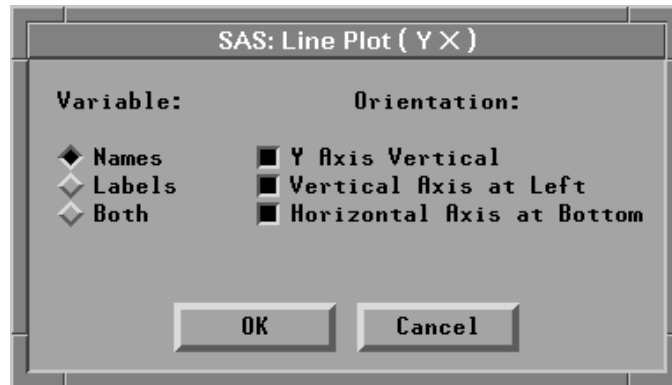 SAS: Line Plot ( Y X )
Variable:
Orientation:
Names
Labels
Both
Y Axis Vertical
Vertical Axis at Left
Horizontal Axis at Bottom
OK
Cancel